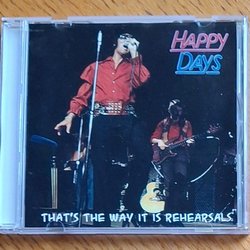 HAPPY
DAYS
THAT'S THE WAY IT IS REHEARSALS